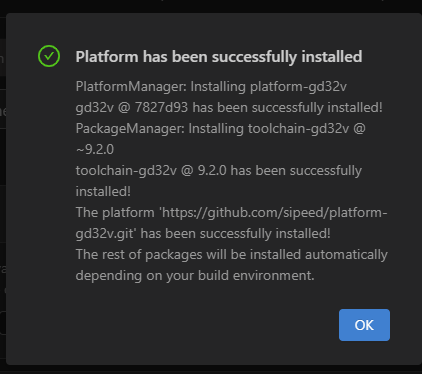 Platform has been successfully installed
PlatformManager: Installing platform-gd32v
gd32v @ 7827d93 has been successfully installed!
PackageManager: Installing toolchain-gd32v @
~9.2.0
toolchain-gd32v @ 9.2.0 has been successfully
installed!
The platform 'https://github.com/sipeed/platform-
gd32v.git' has been successfully installed!
The rest of packages will be installed automatically
depending on your build environment.
OK